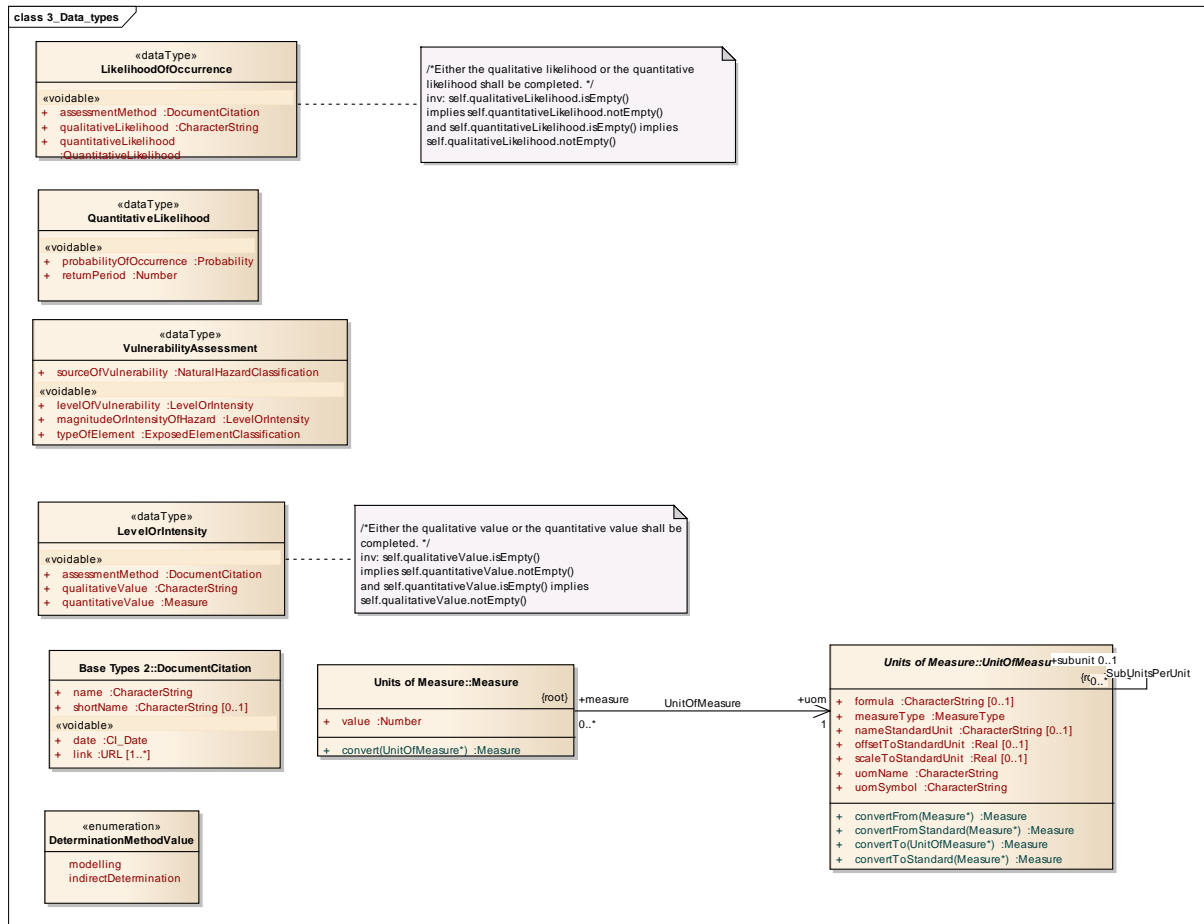 class 3_Data_types
«dataType»
LikelihoodOfOccurrence
«voidable»
+ assessmentMethod :DocumentCitation
+ qualitativeLikelihood :CharacterString
+ quantitativeLikelihood
:QuantitativeLikelihood
/*Either the qualitative likelihood or the quantitative
likelihood shall be completed. */
inv: self.qualitativeLikelihood.isEmpty()
implies self.quantitativeLikelihood.notEmpty()
and self.quantitativeLikelihood.isEmpty() implies
self.qualitativeLikelihood.notEmpty()
«dataType»
QuantitativeLikelihood
«voidable»
+ probabilityOfOccurrence :Probability
+ returnPeriod :Number
«dataType»
VulnerabilityAssessment
+ sourceOfVulnerability :NaturalHazardClassification
«voidable»
+ levelOfVulnerability :LevelOrIntensity
+ magnitudeOrIntensityOfHazard :LevelOrIntensity
+ typeOfElement :ExposedElementClassification
«dataType»
LevelOrIntensity
«voidable»
+ assessmentMethod :DocumentCitation
+ qualitativeValue :CharacterString
+ quantitativeValue :Measure
/*Either the qualitative value or the quantitative value shall be
completed. */
inv: self.qualitativeValue.isEmpty()
implies self.quantitativeValue.notEmpty()
and self.quantitativeValue.isEmpty() implies
self.qualitativeValue.notEmpty()
Base Types 2::DocumentCitation
+ name :CharacterString
+ shortName :CharacterString [0..1]
«voidable»
+ date :CI_Date
+ link :URL [1..*]
Units of Measure::Measure
{root}
+ value :Number
+ convert(UnitOfMeasure*) :Measure
+measure
0..*
UnitOfMeasure
+uom
1
Units of Measure::UnitOfMeasu
+subunit 0..1
0..*
SubUnitsPerUnit
+ formula :CharacterString [0..1]
+ measureType :MeasureType
+ nameStandardUnit :CharacterString [0..1]
+ offsetToStandardUnit :Real [0..1]
+ scaleToStandardUnit :Real [0..1]
+ uomName :CharacterString
+ uomSymbol :CharacterString
+ convertFrom(Measure*) :Measure
+ convertFromStandard(Measure*) :Measure
+ convertTo(UnitOfMeasure*) :Measure
+ convertToStandard(Measure*) :Measure
«enumeration»
DeterminationMethodValue
modelling
indirectDetermination